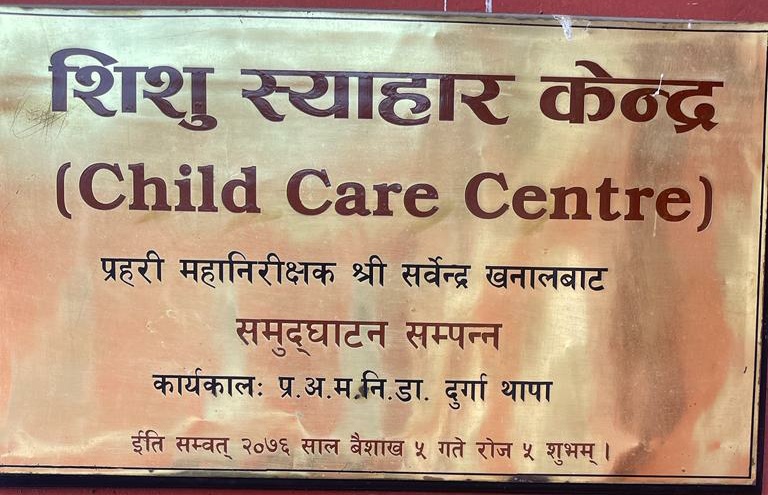 शिशु स्याहार केन्द्र
(Child Care Centre)
प्रहरी महानिरीक्षक श्री सर्वेन्द्र खनालबाट
समुद्घाटन सम्पन्न
कार्यकालः प्र.अ.म.नि.डा. दुर्गा थापा
ईति सम्वत् २०७६ साल बैशाख ५ गते रोज ५ शुभम् ।